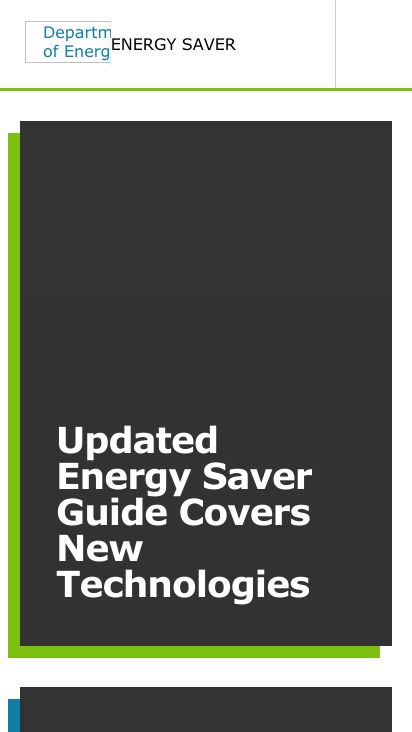 Departm
of Energ
ENERGY SAVER
Updated
Energy Saver
Guide Covers
New
Technologies